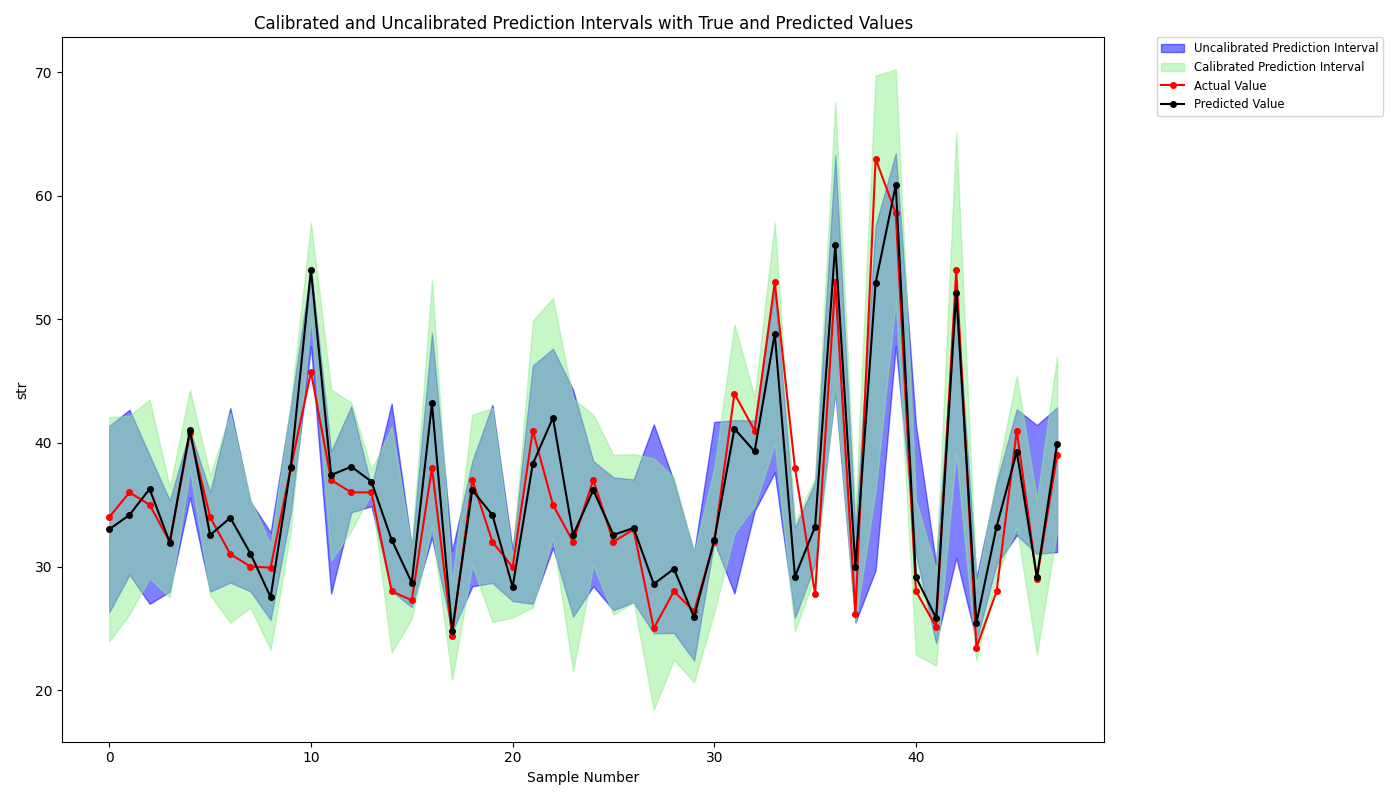 Calibrated and Uncalibrated Prediction Intervals with True and Predicted Values
Uncalibrated Prediction Interval
Calibrated Prediction Interval
Actual Value
Predicted Value
70
60
50
40
30
20
str
0 10 20 30 40
Sample Number